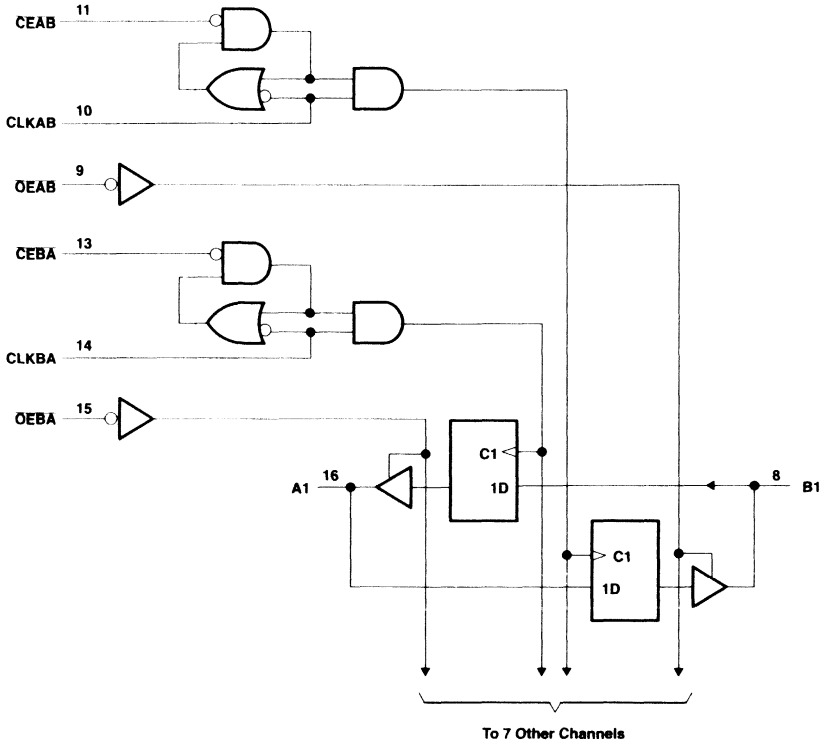 CEAB 11
CLKAB 10
OEAB 9
CEBA 13
CLKBA 14
OEBA 15
C1
A1 16 1D 8 B1
C1
1D
To 7 Other Channels